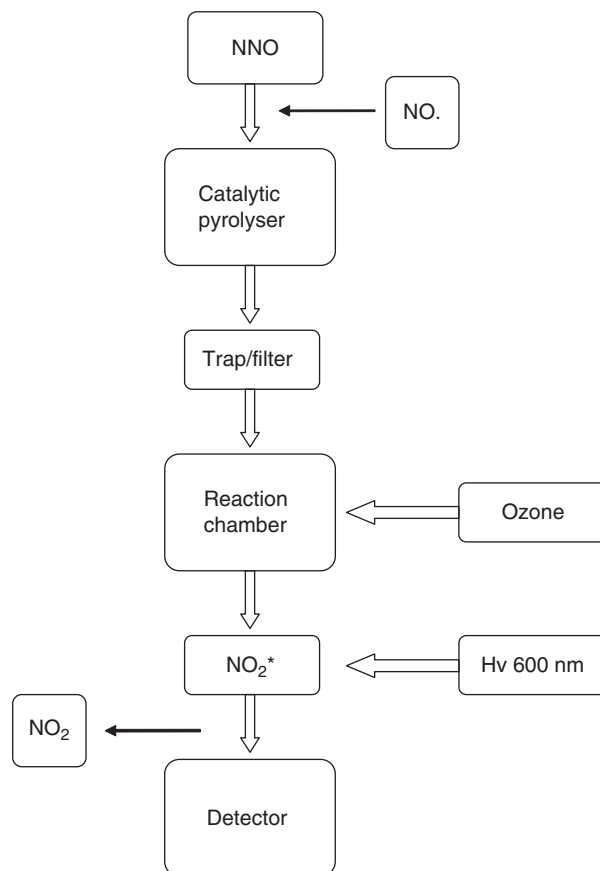 NNO
NO.
Catalytic
pyrolyser
Trap/filter
Reaction
chamber
Ozone
NO₂*
Hv 600 nm
NO₂
Detector